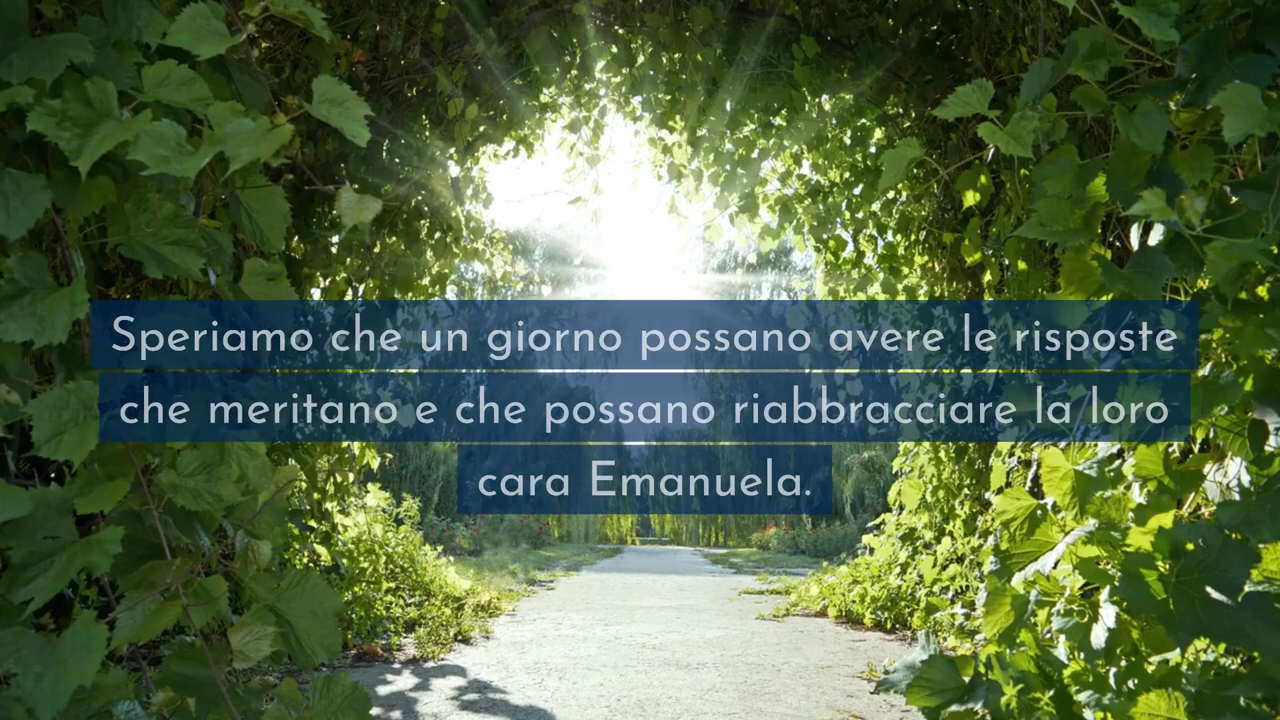 Speriamo che un giorno possano avere le risposte
che meritano e che possano riabbracciare la loro
cara Emanuela.